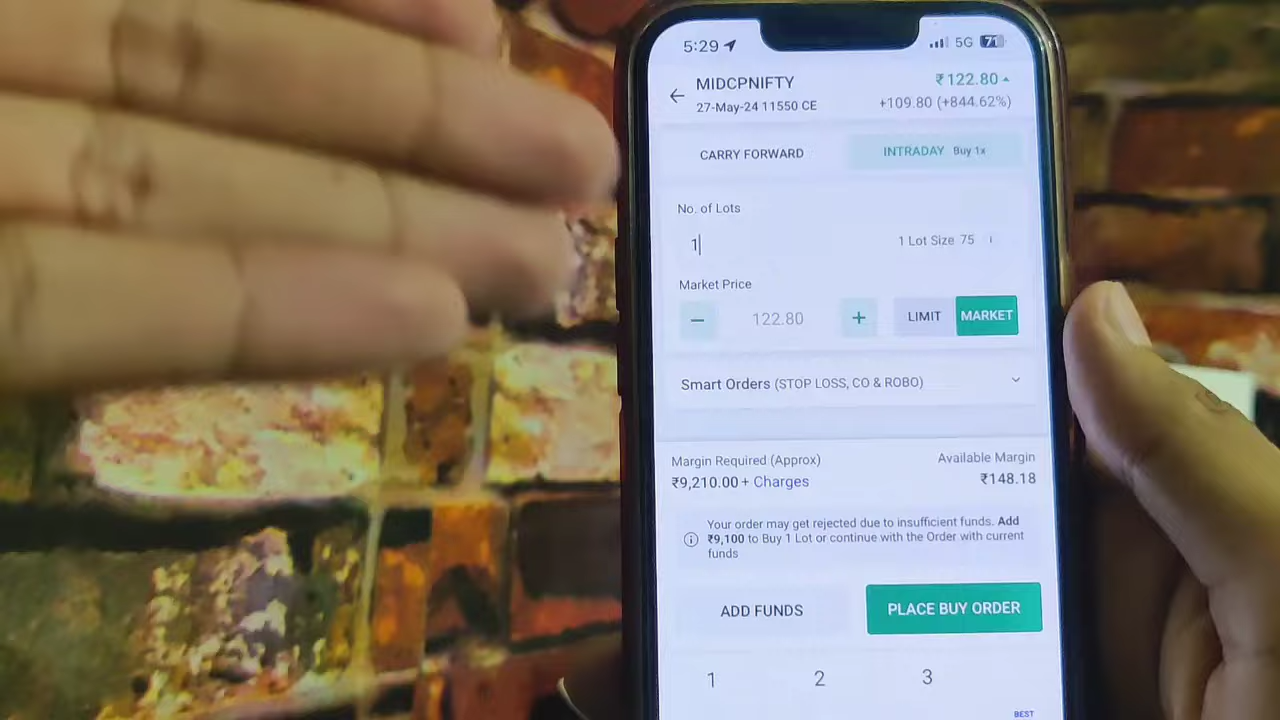 5:29
5G 71
MIDCPNIFTY
₹122.80
27-May-24 11550 CE
+109.80 (+844.62%)
CARRY FORWARD
INTRADAY Buy 1x
No. of Lots
1
1 Lot Size 75
Market Price
122.80
LIMIT
MARKET
Smart Orders (STOP LOSS, CO & ROBO)
Margin Required (Approx)
Available Margin
₹9,210.00 + Charges
₹148.18
Your order may get rejected due to insufficient funds. Add
₹9,100 to Buy 1 Lot or continue with the Order with current
funds
ADD FUNDS
PLACE BUY ORDER
1 2 3
BEST